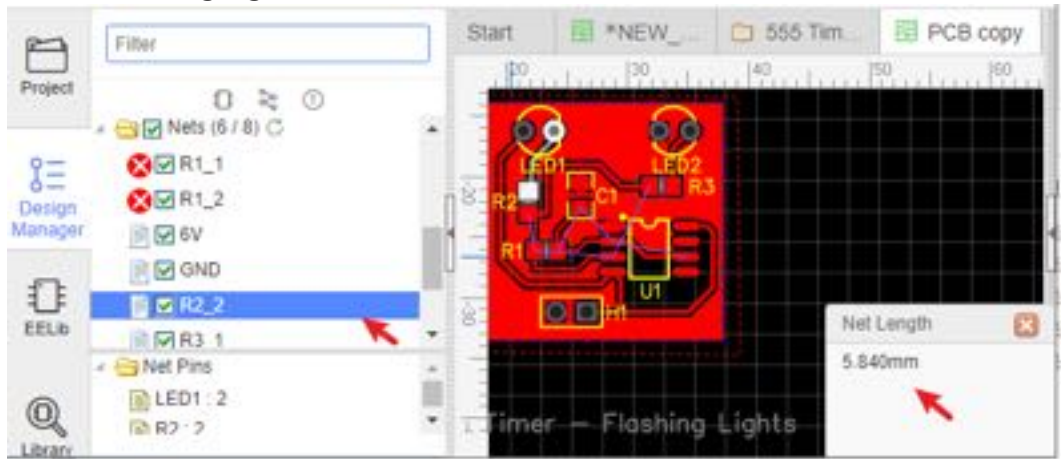 Project
Design
Manager
EELib
Library
Filter
Nets (6 / 8)
R1_1
R1_2
6V
GND
R2_2
R3_1
Net Pins
LED1 : 2
R2 : 2
Start
*NEW_...
555 Tim...
PCB copy
20
30
40
50
60
-20
-30
LED1
LED2
R2
C1
R3
R1
U1
H1
Timer – Flashing Lights
Net Length
5.840mm